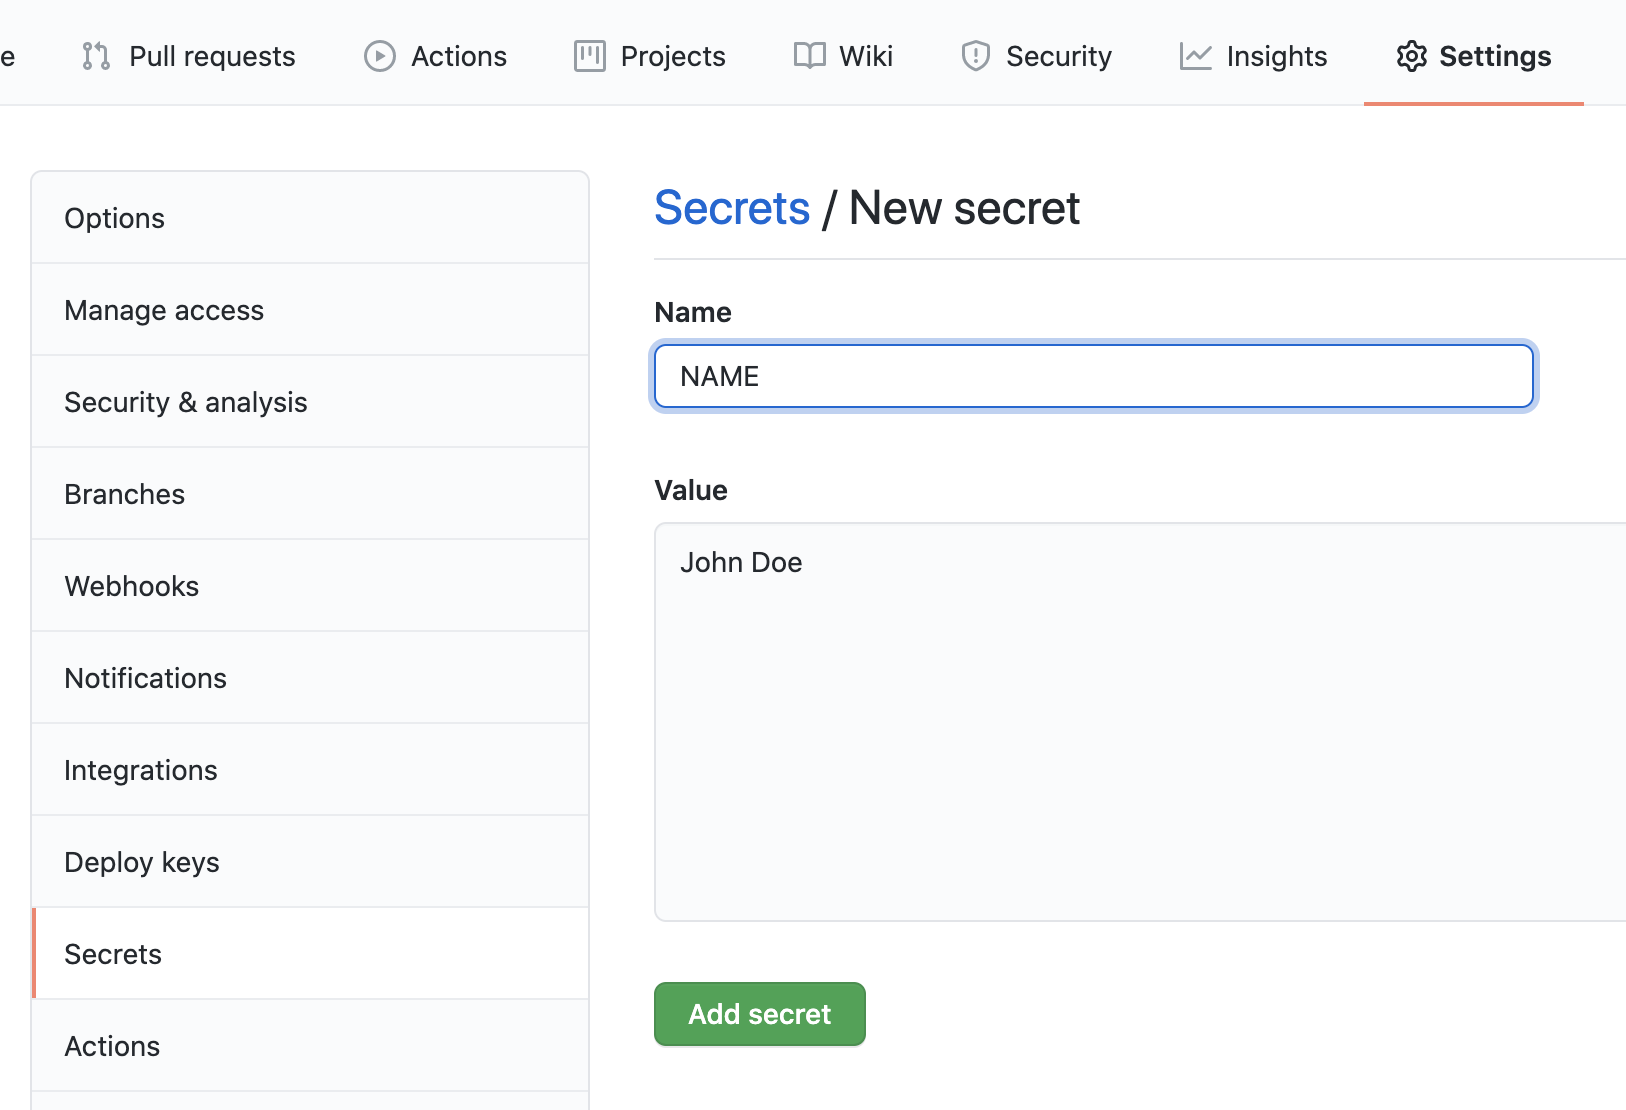 e Pull requests Actions Projects Wiki Security Insights Settings
Options
Manage access
Security & analysis
Branches
Webhooks
Notifications
Integrations
Deploy keys
Secrets
Actions
Secrets / New secret
Name
NAME
Value
John Doe
Add secret